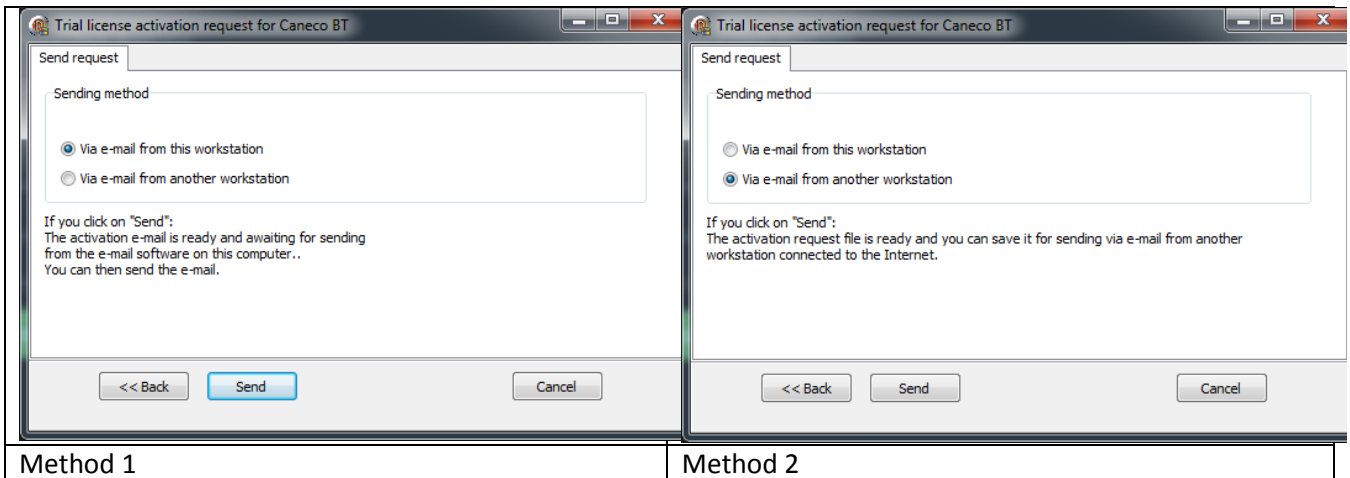 Trial license activation request for Caneco BT
Send request
Sending method
Via e-mail from this workstation
Via e-mail from another workstation
If you click on "Send":
The activation e-mail is ready and awaiting for sending
from the e-mail software on this computer..
You can then send the e-mail.
<< Back
Send
Cancel
Method 1
Trial license activation request for Caneco BT
Send request
Sending method
Via e-mail from this workstation
Via e-mail from another workstation
If you click on "Send":
The activation request file is ready and you can save it for sending via e-mail from another
workstation connected to the Internet.
<< Back
Send
Cancel
Method 2